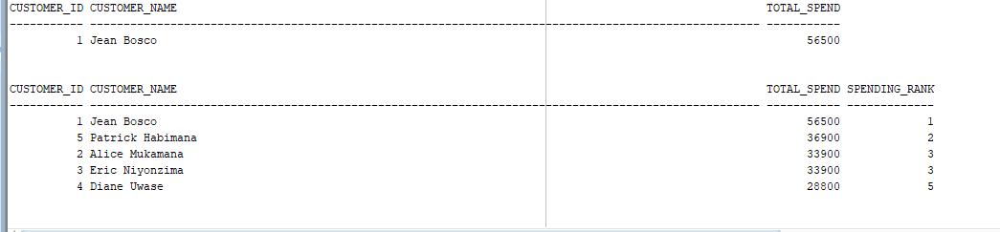 CUSTOMER_ID CUSTOMER_NAME TOTAL_SPEND
----------- ---------------------------------------------------------------------------------------------------- -----------
1 Jean Bosco 56500
CUSTOMER_ID CUSTOMER_NAME TOTAL_SPEND SPENDING_RANK
----------- ---------------------------------------------------------------------------------------------------- ----------- -------------
1 Jean Bosco 56500 1
5 Patrick Habimana 36900 2
2 Alice Mukamana 33900 3
3 Eric Niyonzima 33900 3
4 Diane Uwase 28800 5